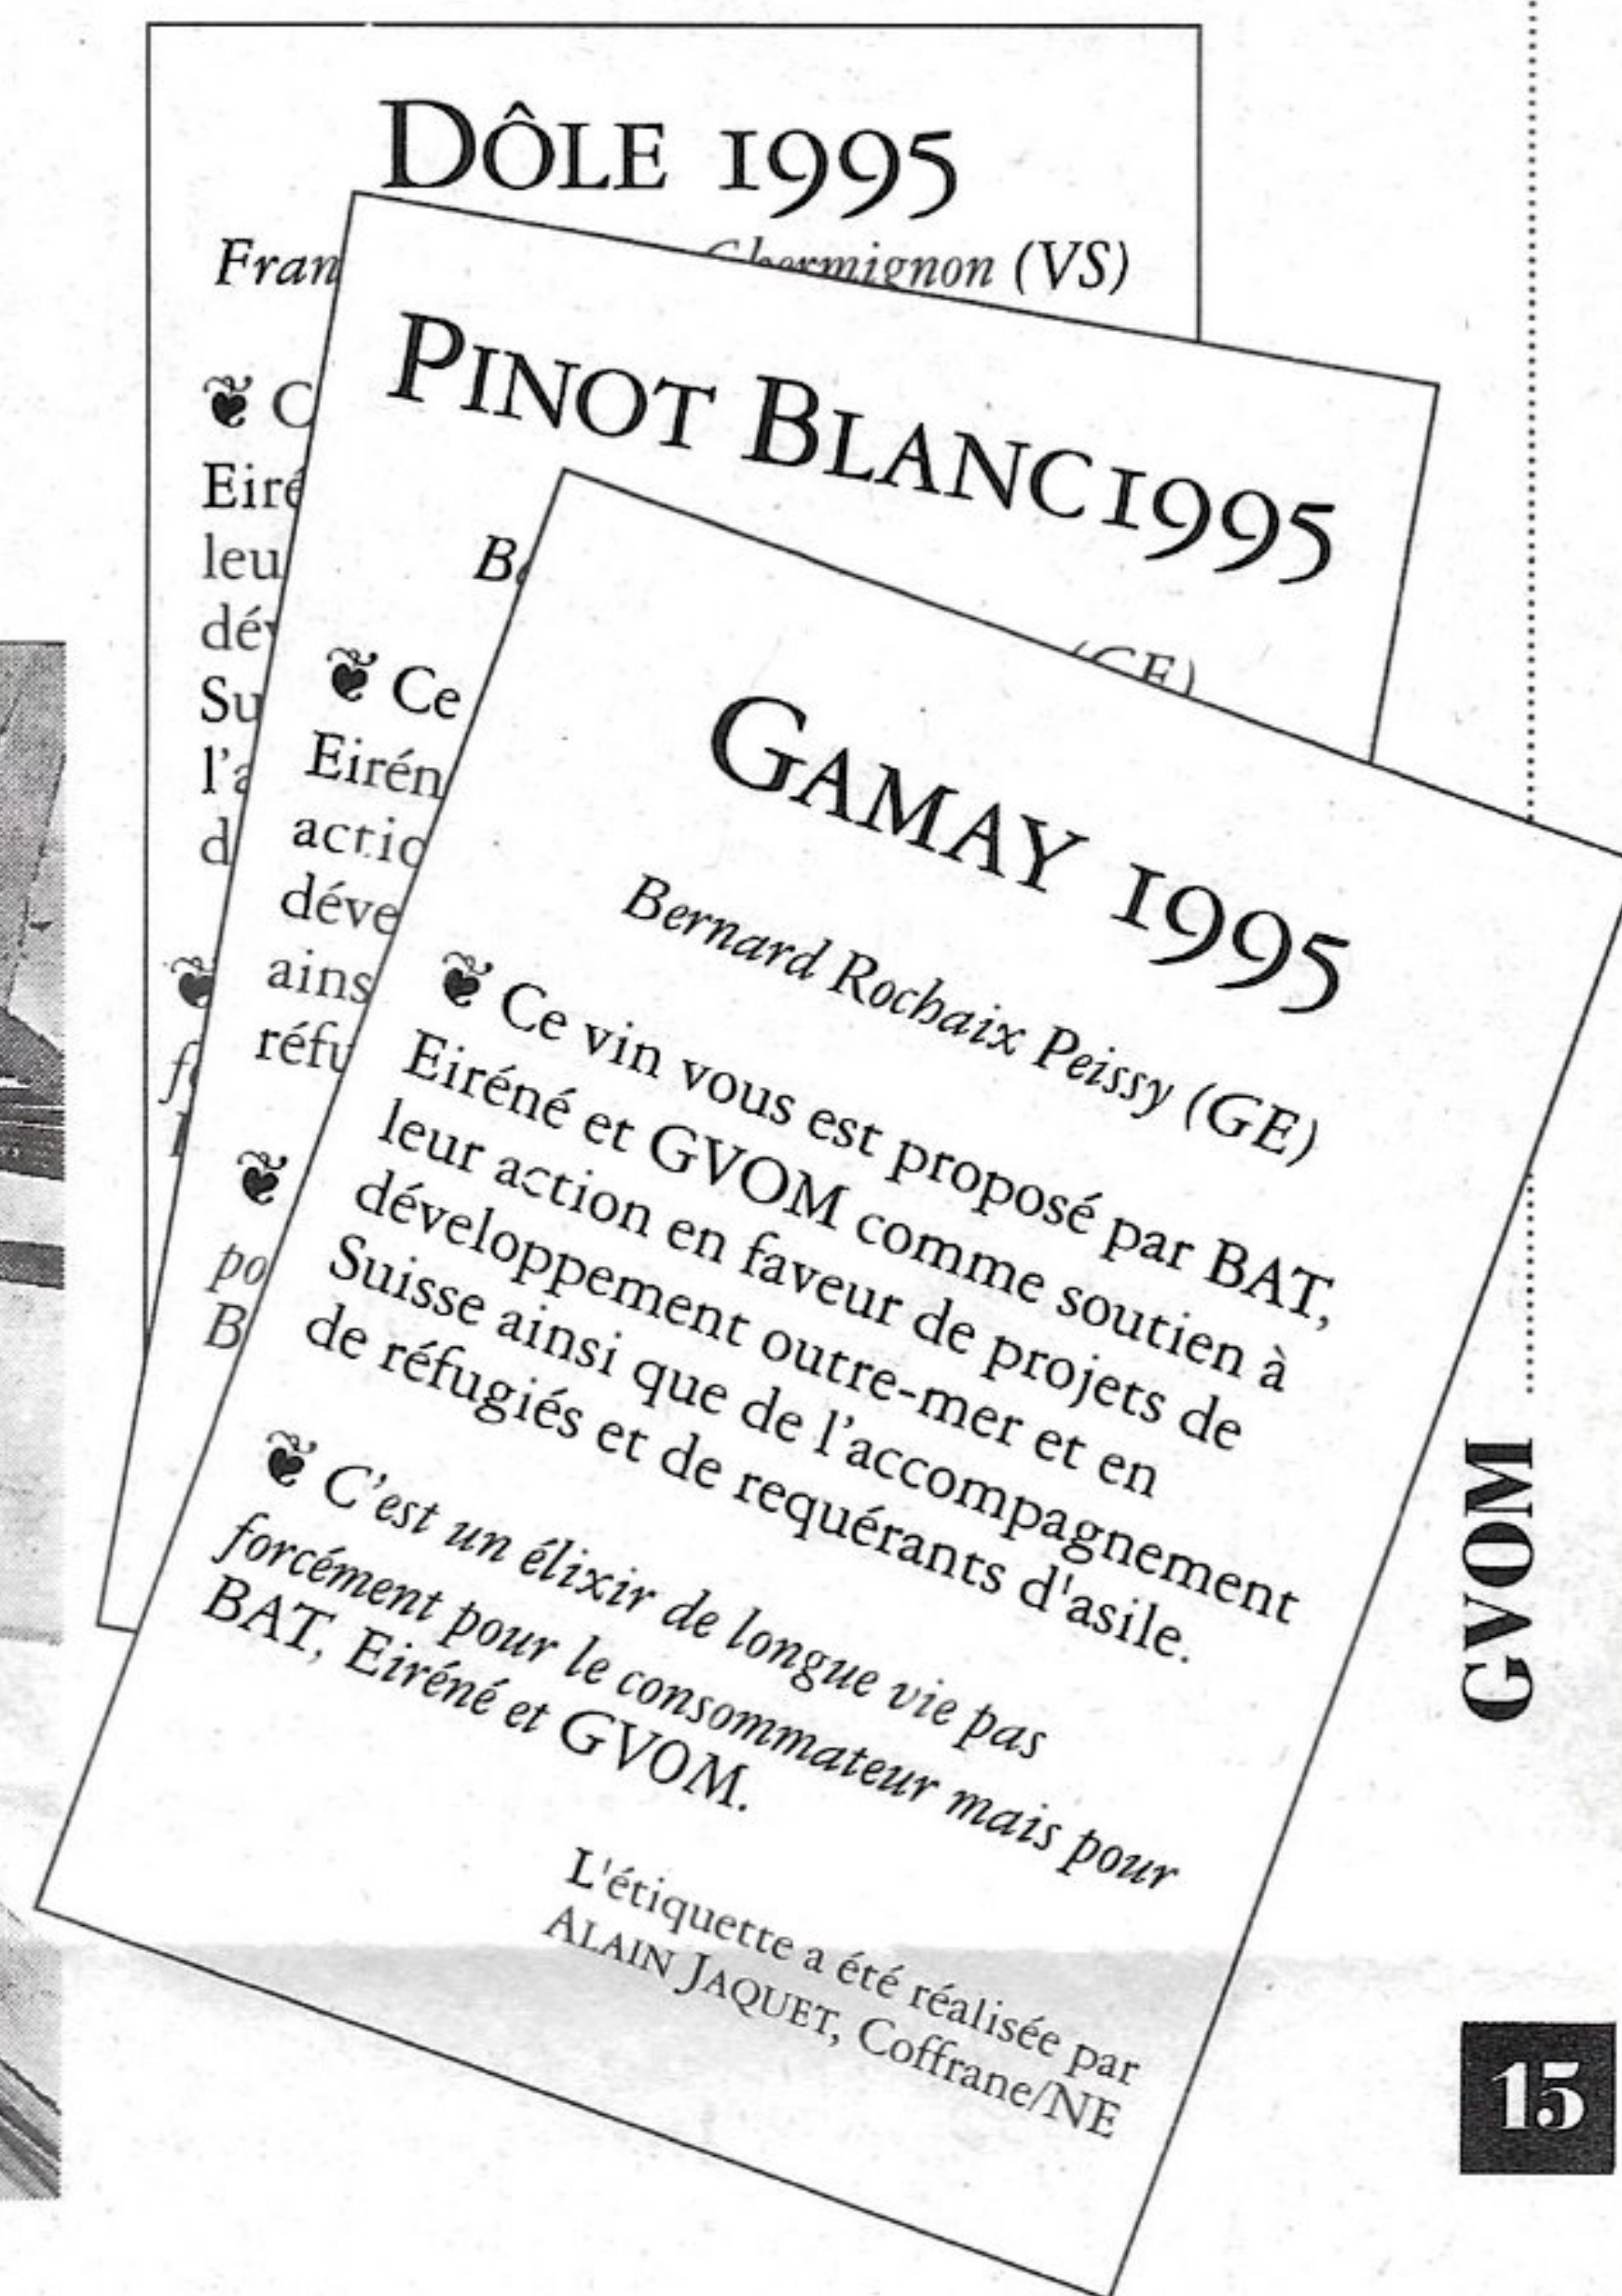 DÔLE 1995
Chermignon (VS)
PINOT BLANC 1995
(GE)
Ce
GAMAY 1995
Bernard Rochaix Peissy (GE)
❦ Ce vin vous est proposé par BAT,
Eiréné et GVOM comme soutien à
leur action en faveur de projets de
développement outre-mer et en
Suisse ainsi que de l'accompagnement
de réfugiés et de requérants d'asile.
❦ C'est un élixir de longue vie pas
forcément pour le consommateur mais pour
BAT, Eiréné et GVOM.
L'étiquette a été réalisée par
ALAIN JAQUET, Coffrane/NE
GVOM
15